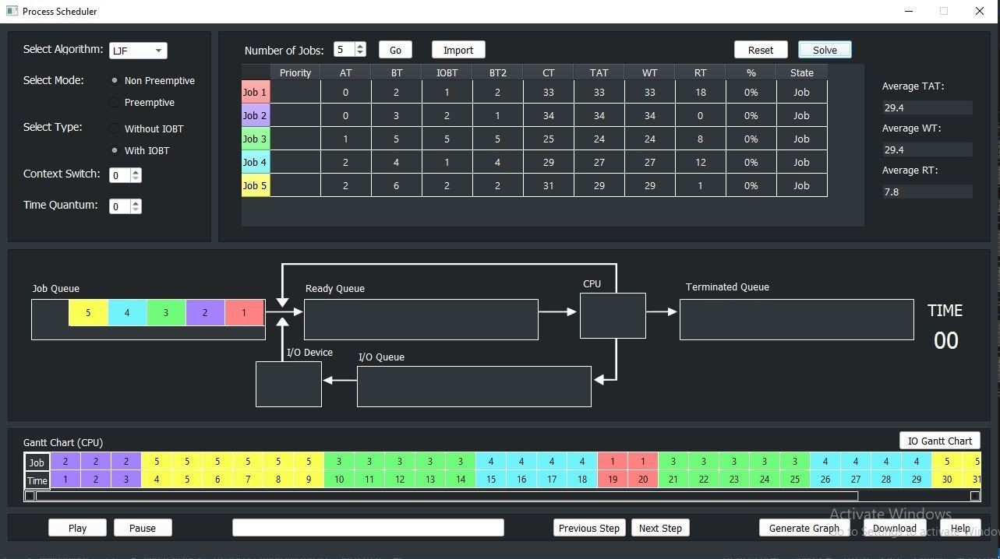 Process Scheduler
Select Algorithm: LJF
Select Mode: Non Preemptive
Preemptive
Select Type: Without IOBT
With IOBT
Context Switch: 0
Time Quantum: 0
Number of Jobs: 5 Go Import Reset Solve
Priority AT BT IOBT BT2 CT TAT WT RT % State
Job 1 0 2 1 2 33 33 33 18 0% Job
Job 2 0 3 2 1 34 34 34 0 0% Job
Job 3 1 5 5 5 25 24 24 8 0% Job
Job 4 2 4 1 4 29 27 27 12 0% Job
Job 5 2 6 2 2 31 29 29 1 0% Job
Average TAT:
29.4
Average WT:
29.4
Average RT:
7.8
Job Queue
5 4 3 2 1
Ready Queue
CPU
Terminated Queue
TIME
00
I/O Device
I/O Queue
Gantt Chart (CPU)
IO Gantt Chart
Job 2 2 2 5 5 5 5 5 5 3 3 3 3 3 4 4 4 4 1 1 3 3 3 3 3 4 4 4 4 5 5
Time 1 2 3 4 5 6 7 8 9 10 11 12 13 14 15 16 17 18 19 20 21 22 23 24 25 26 27 28 29 30 31
Play Pause Previous Step Next Step Generate Graph Download Help
Activate Windows
Go to Settings to activate Windows